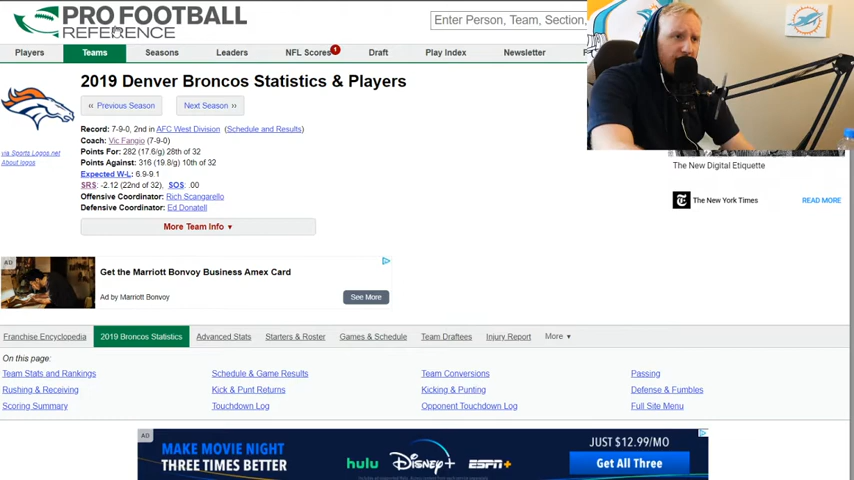 PRO FOOTBALL
REFERENCE
Enter Person, Team, Section,
Players
Teams
Seasons
Leaders
NFL Scores 1
Draft
Play Index
Newsletter
2019 Denver Broncos Statistics & Players
‹‹ Previous Season
Next Season ››
Record: 7-9-0, 2nd in AFC West Division (Schedule and Results)
Coach: Vic Fangio (7-9-0)
Points For: 282 (17.6/g) 28th of 32
Points Against: 316 (19.8/g) 10th of 32
Expected W-L: 6.9-9.1
SRS: -2.12 (22nd of 32) SOS: .00
Offensive Coordinator: Rich Scangarello
Defensive Coordinator: Ed Donatell
More Team Info ▼
via Sports Logos.net
About logos
The New Digital Etiquette
The New York Times
READ MORE
AD
Get the Marriott Bonvoy Business Amex Card
Ad by Marriott Bonvoy
See More
Franchise Encyclopedia
2019 Broncos Statistics
Advanced Stats
Starters & Roster
Games & Schedule
Team Draftees
Injury Report
More ▼
On this page:
Team Stats and Rankings
Schedule & Game Results
Team Conversions
Passing
Rushing & Receiving
Kick & Punt Returns
Kicking & Punting
Defense & Fumbles
Scoring Summary
Touchdown Log
Opponent Touchdown Log
Full Site Menu
AD
MAKE MOVIE NIGHT
THREE TIMES BETTER
hulu
Disney+
ESPN+
JUST $12.99/MO
Get All Three